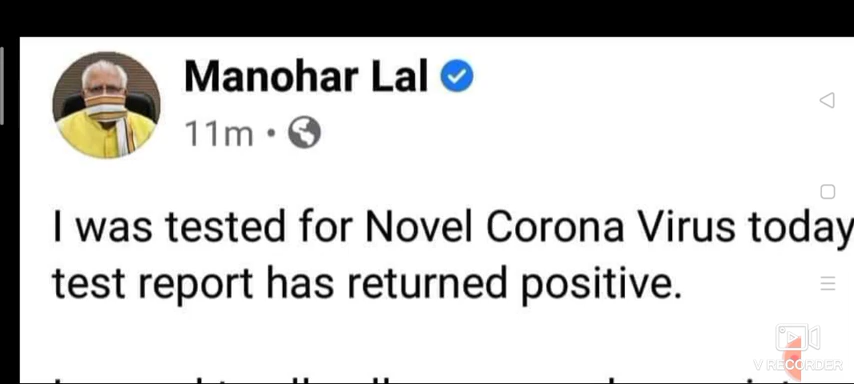 Manohar Lal
11m •
I was tested for Novel Corona Virus today
test report has returned positive.
V RECORDER